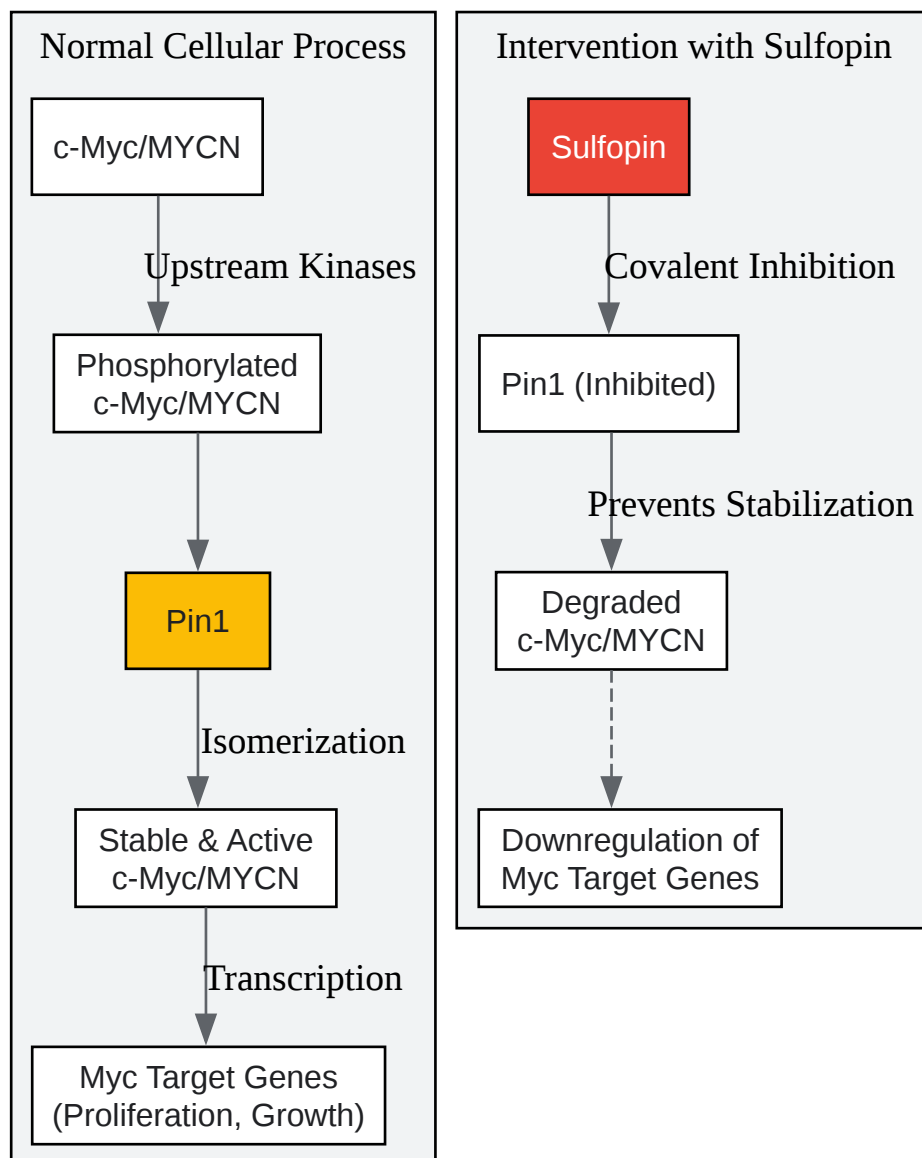 Normal Cellular Process
c-Myc/MYCN
Upstream Kinases
Phosphorylated
c-Myc/MYCN
Pin1
Isomerization
Stable & Active
c-Myc/MYCN
Transcription
Myc Target Genes
(Proliferation, Growth)
Intervention with Sulfopin
Sulfopin
Covalent Inhibition
Pin1 (Inhibited)
Prevents Stabilization
Degraded
c-Myc/MYCN
Downregulation of
Myc Target Genes